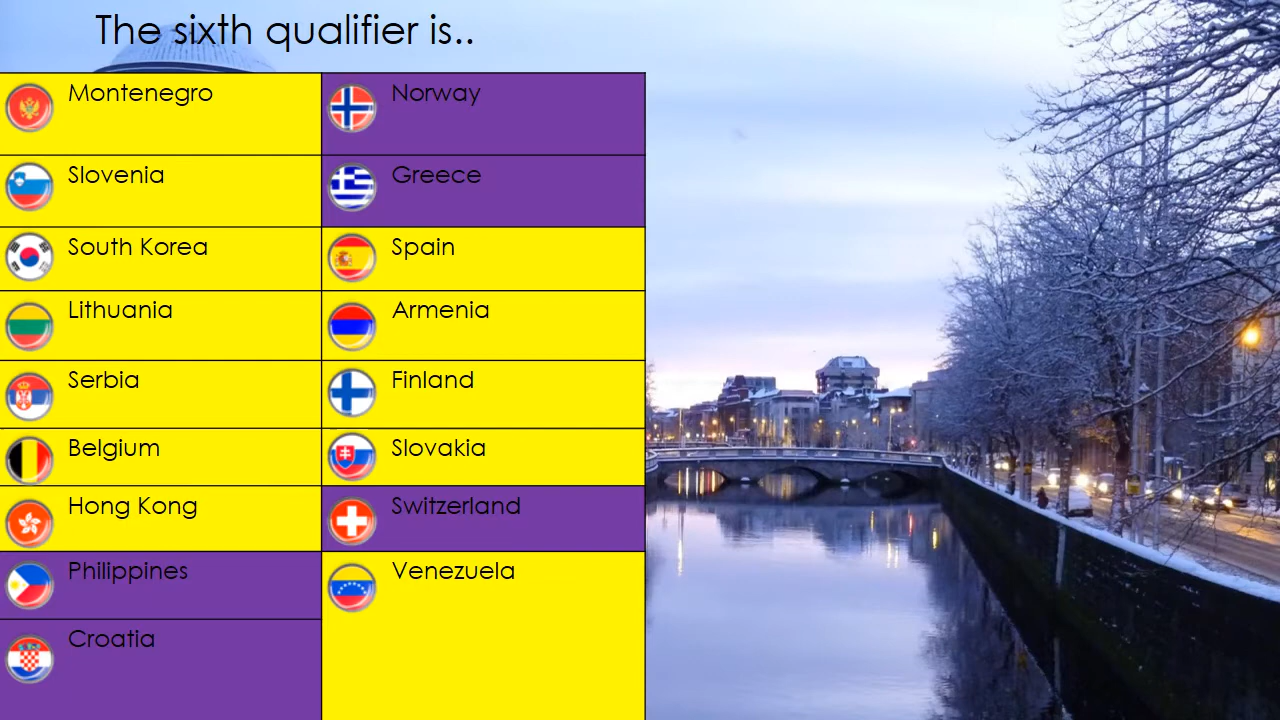 The sixth qualifier is..
Montenegro
Norway
Slovenia
Greece
South Korea
Spain
Lithuania
Armenia
Serbia
Finland
Belgium
Slovakia
Hong Kong
Switzerland
Philippines
Venezuela
Croatia